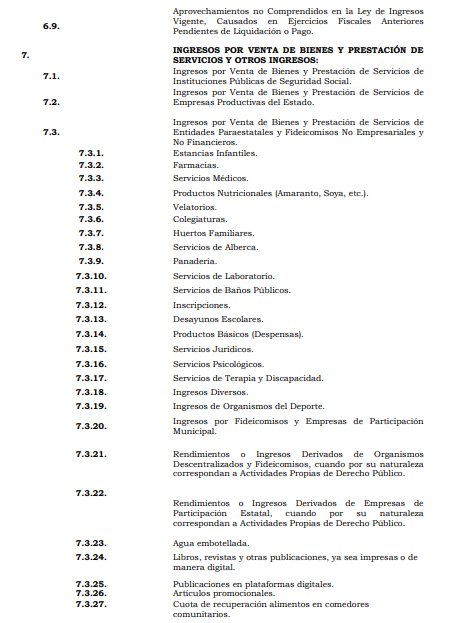 Aprovechamientos no Comprendidos en la Ley de Ingresos
Vigente, Causados en Ejercicios Fiscales Anteriores
6.9. Pendientes de Liquidación o Pago.
7. INGRESOS POR VENTA DE BIENES Y PRESTACIÓN DE
SERVICIOS Y OTROS INGRESOS:
7.1. Ingresos por Venta de Bienes y Prestación de Servicios de
Instituciones Públicas de Seguridad Social.
7.2. Ingresos por Venta de Bienes y Prestación de Servicios de
Empresas Productivas del Estado.
Ingresos por Venta de Bienes y Prestación de Servicios de
7.3. Entidades Paraestatales y Fideicomisos No Empresariales y
No Financieros.
7.3.1. Estancias Infantiles.
7.3.2. Farmacias.
7.3.3. Servicios Médicos.
7.3.4. Productos Nutricionales (Amaranto, Soya, etc.).
7.3.5. Velatorios.
7.3.6. Colegiaturas.
7.3.7. Huertos Familiares.
7.3.8. Servicios de Alberca.
7.3.9. Panadería.
7.3.10. Servicios de Laboratorio.
7.3.11. Servicios de Baños Públicos.
7.3.12. Inscripciones.
7.3.13. Desayunos Escolares.
7.3.14. Productos Básicos (Despensas).
7.3.15. Servicios Jurídicos.
7.3.16. Servicios Psicológicos.
7.3.17. Servicios de Terapia y Discapacidad.
7.3.18. Ingresos Diversos.
7.3.19. Ingresos de Organismos del Deporte.
7.3.20. Ingresos por Fideicomisos y Empresas de Participación
Municipal.
7.3.21. Rendimientos o Ingresos Derivados de Organismos
Descentralizados y Fideicomisos, cuando por su naturaleza
correspondan a Actividades Propias de Derecho Público.
7.3.22.
Rendimientos o Ingresos Derivados de Empresas de
Participación Estatal, cuando por su naturaleza
correspondan a Actividades Propias de Derecho Público.
7.3.23. Agua embotellada.
7.3.24. Libros, revistas y otras publicaciones, ya sea impresas o de
manera digital.
7.3.25. Publicaciones en plataformas digitales.
7.3.26. Artículos promocionales.
7.3.27. Cuota de recuperación alimentos en comedores
comunitarios.